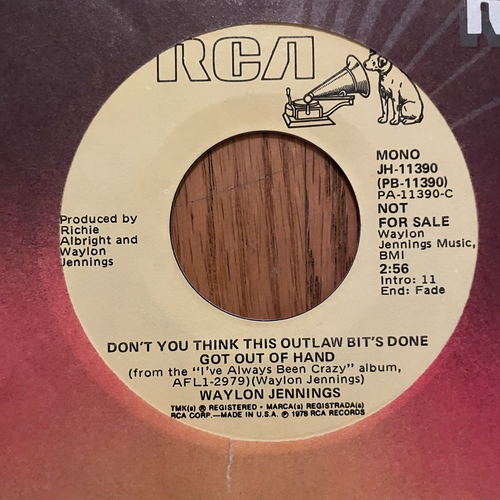 RCA
MONO
JH-11390
(PB-11390)
PA-11390-C
NOT
FOR SALE
Waylon
Jennings Music,
BMI
2:56
Intro: 11
End: Fade
Produced by
Richie
Albright and
Waylon
Jennings
DON'T YOU THINK THIS OUTLAW BIT'S DONE
GOT OUT OF HAND
(from the "I've Always Been Crazy" album,
AFL1-2979)(Waylon Jennings)
WAYLON JENNINGS
TMK(s) ® REGISTERED • MARCA(s) REGISTRADA(s)
RCA CORP.—MADE IN U.S.A. ℗ 1978 RCA RECORDS